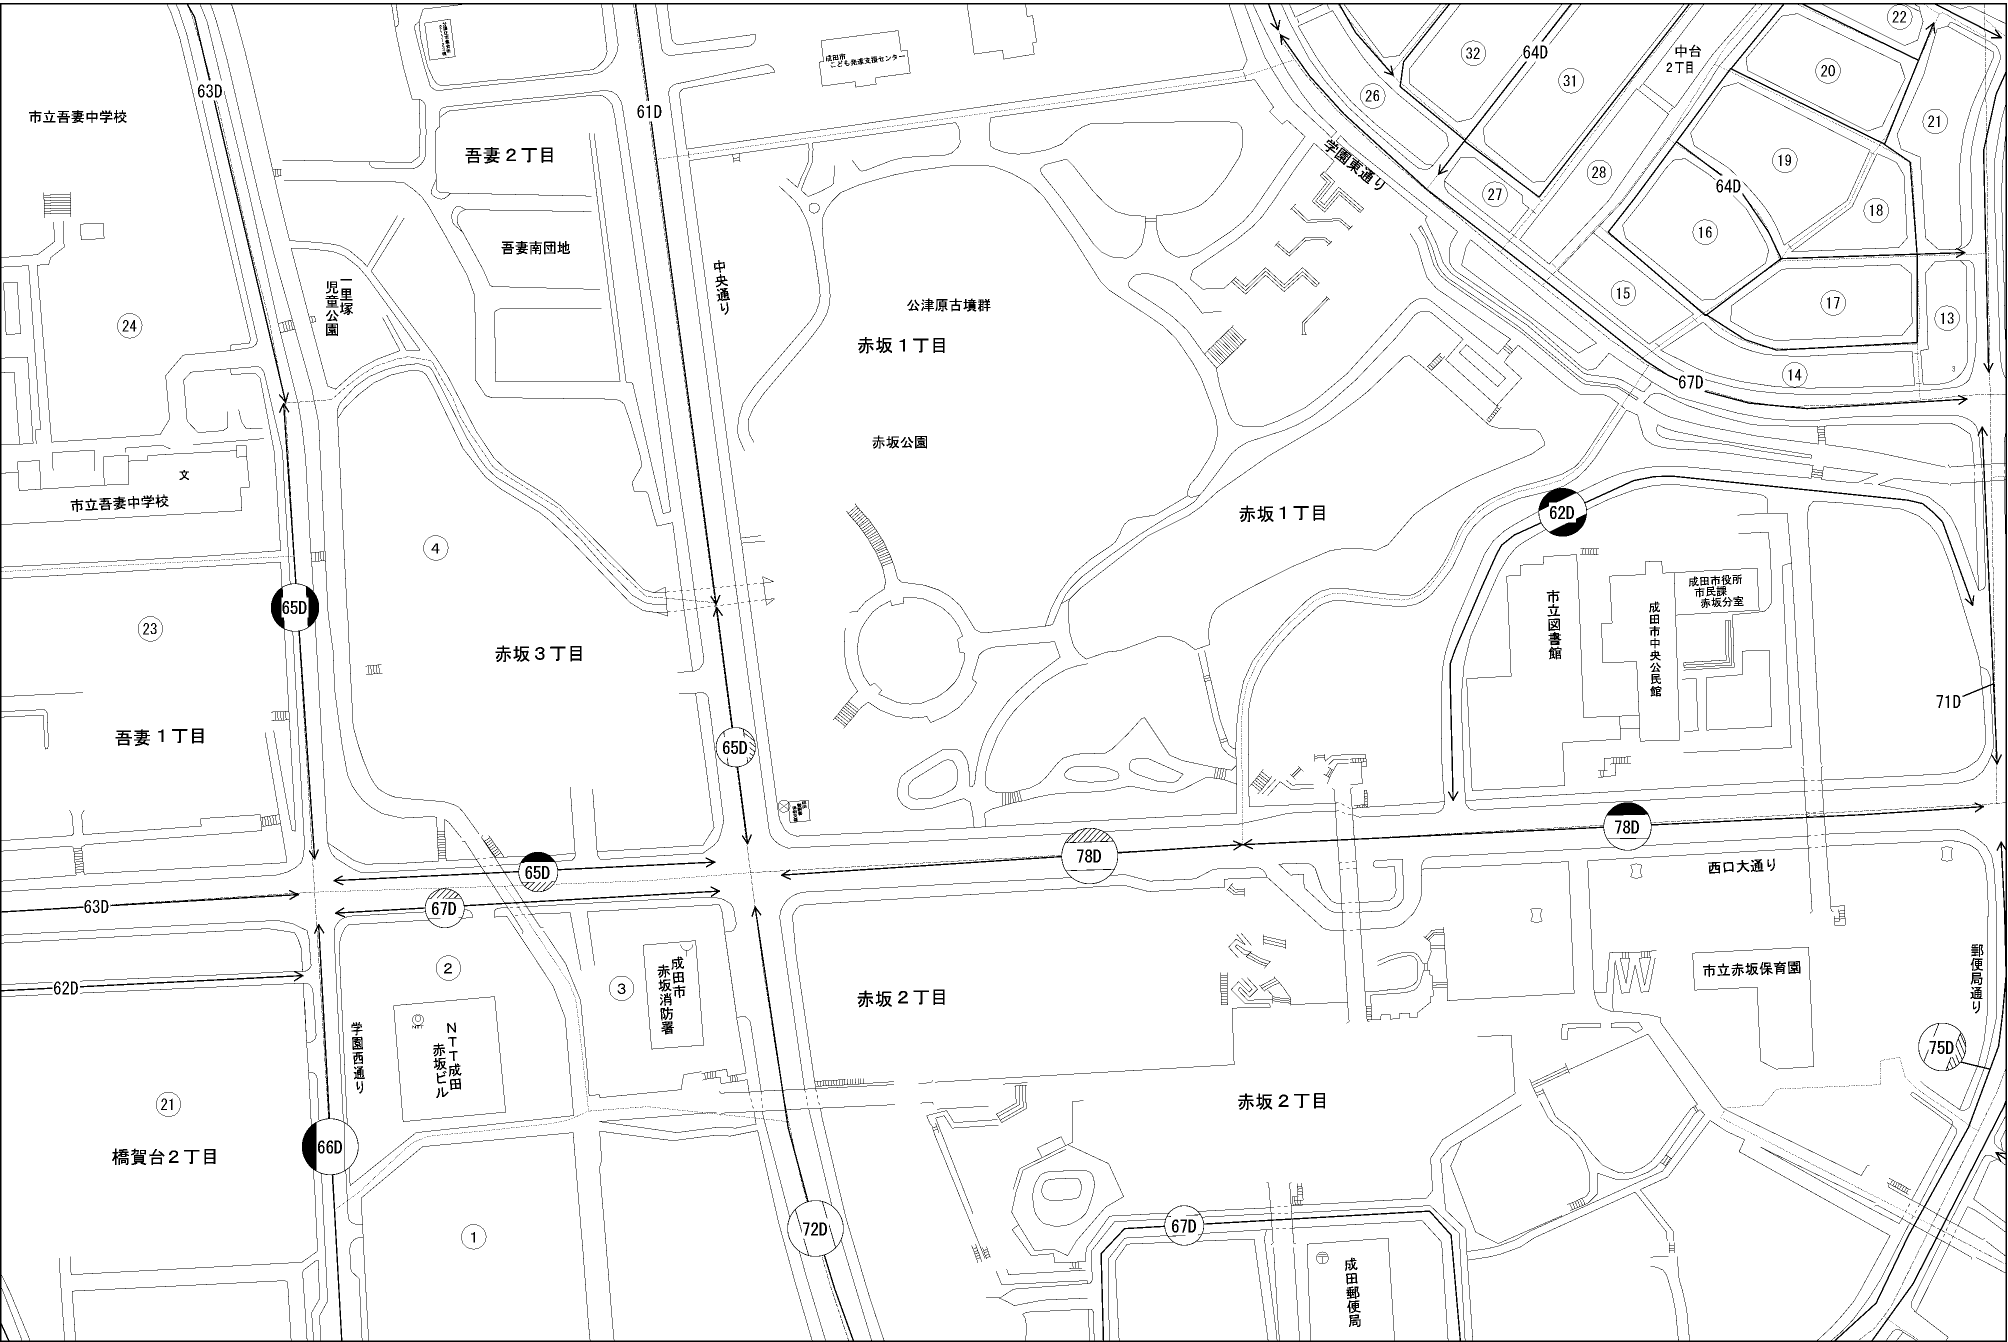 22
32
64D
中台
2丁目
20
63D
成田市
こども発達支援センター
31
26
61D
市立吾妻中学校
21
吾妻2丁目
学園東通り
19
28
64D
27
18
16
吾妻南団地
中央通り
一里塚
児童公園
15
17
公津原古墳群
13
24
赤坂1丁目
3
14
67D
赤坂公園
文
市立吾妻中学校
赤坂1丁目
62D
4
成田市役所
市民課
赤坂分室
65D
市立図書館
成田市中央公民館
23
赤坂3丁目
71D
吾妻1丁目
65D
78D
78D
65D
西口大通り
63D
67D
2
3
成田市
赤坂消防署
赤坂2丁目
市立赤坂保育園
郵便局通り
62D
学園西通り
NTT
NTT成田
赤坂ビル
75D
21
赤坂2丁目
橋賀台2丁目
66D
72D
67D
1
成田郵便局